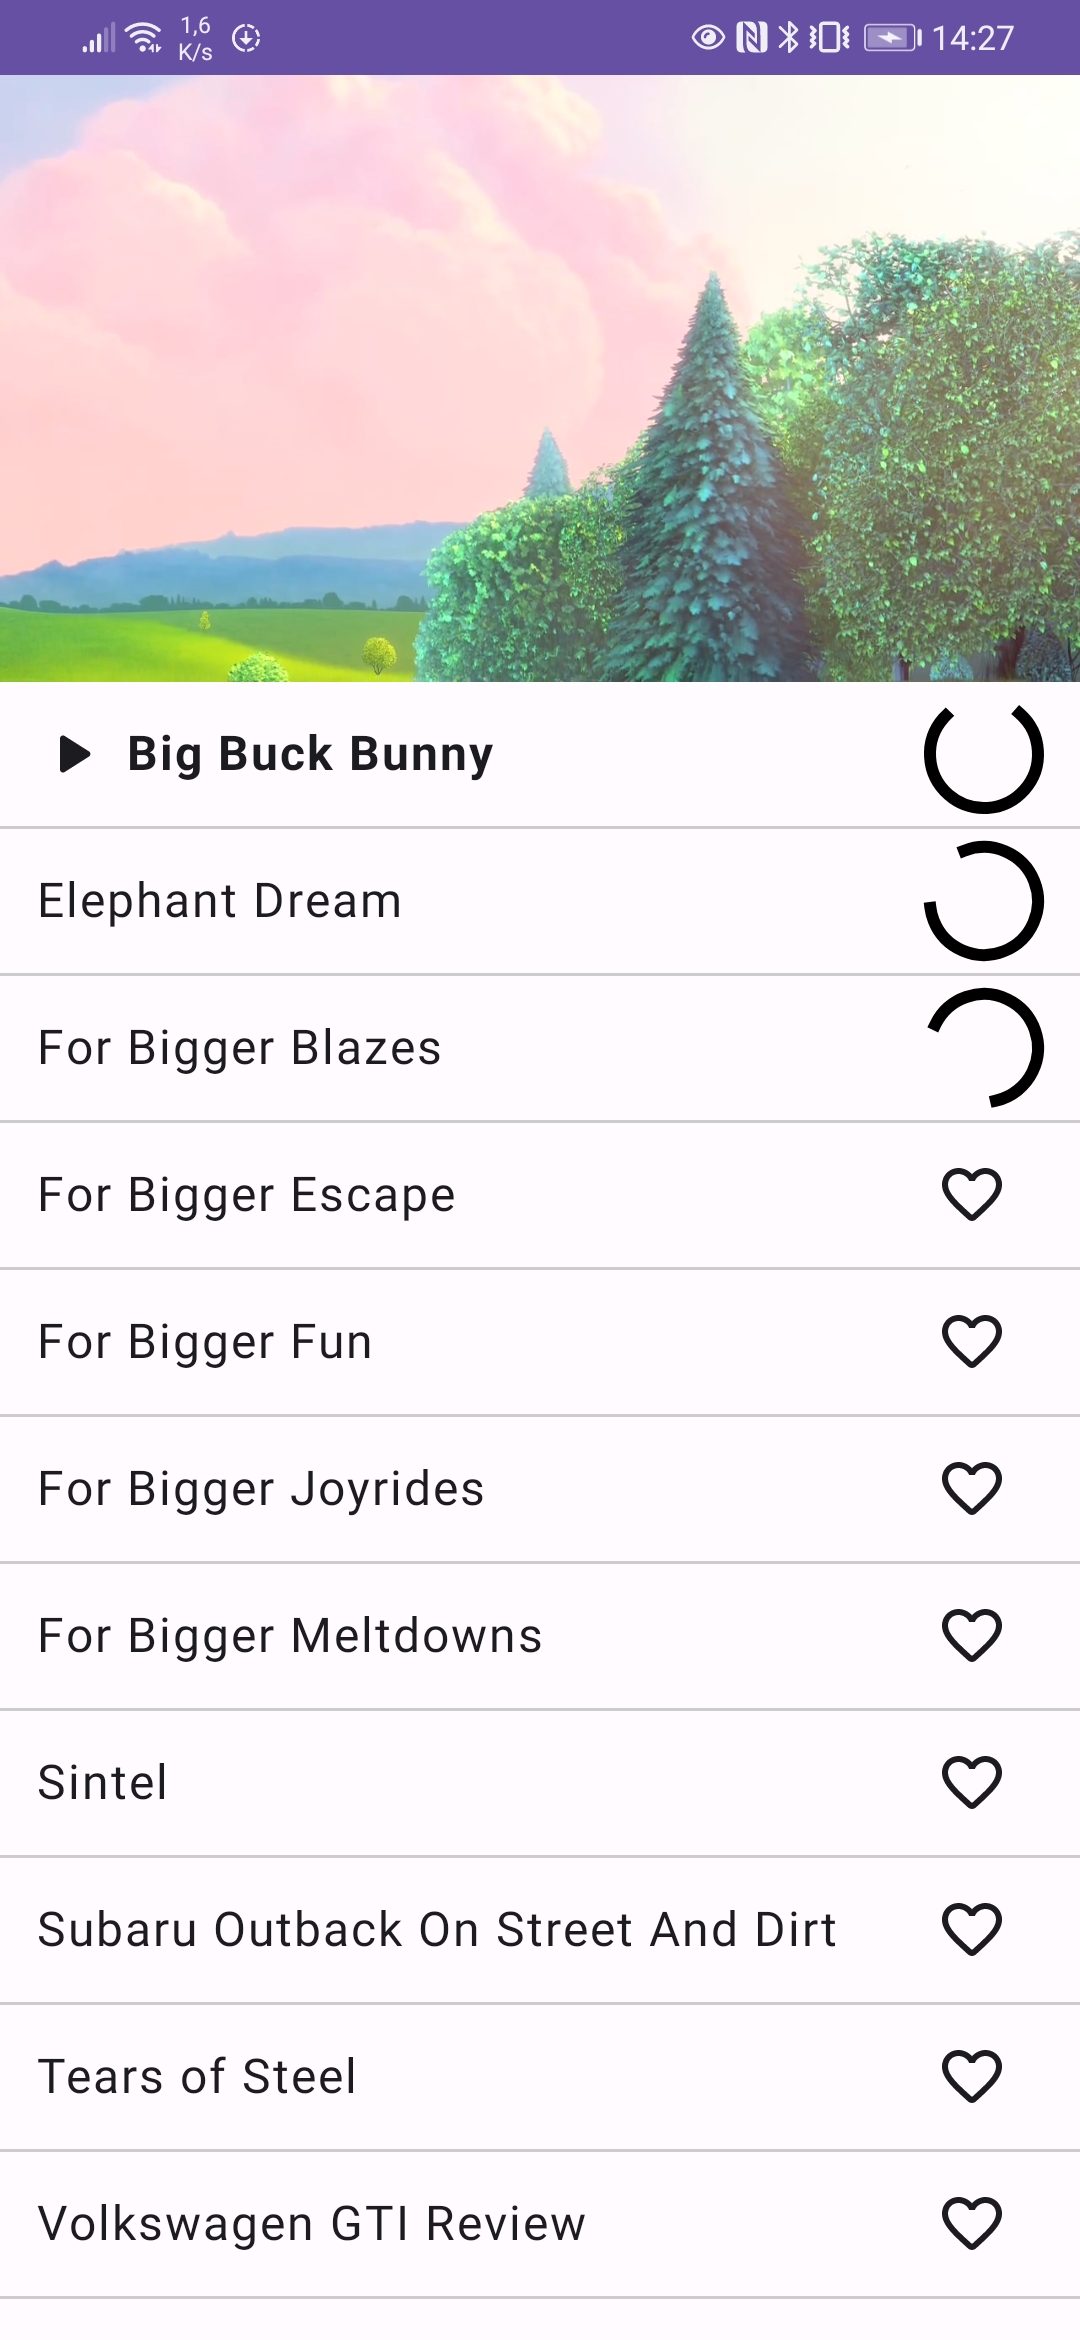 1,6
K/s
14:27
Big Buck Bunny
Elephant Dream
For Bigger Blazes
For Bigger Escape
For Bigger Fun
For Bigger Joyrides
For Bigger Meltdowns
Sintel
Subaru Outback On Street And Dirt
Tears of Steel
Volkswagen GTI Review